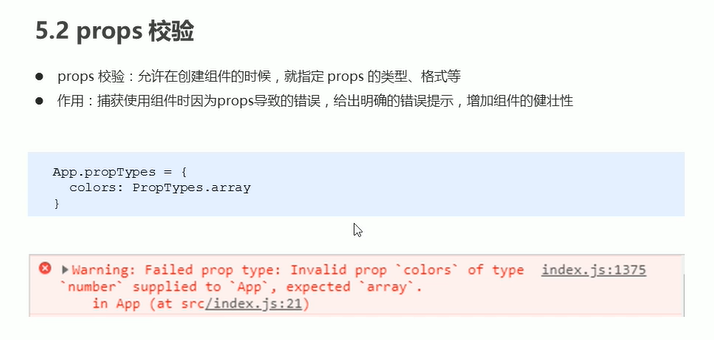 5.2 props 校验
● props 校验：允许在创建组件的时候，就指定 props 的类型、格式等
● 作用：捕获使用组件时因为props导致的错误，给出明确的错误提示，增加组件的健壮性
App.propTypes = {
  colors: PropTypes.array
}
Warning: Failed prop type: Invalid prop `colors` of type index.js:1375
`number` supplied to `App`, expected `array`.
    in App (at src/index.js:21)